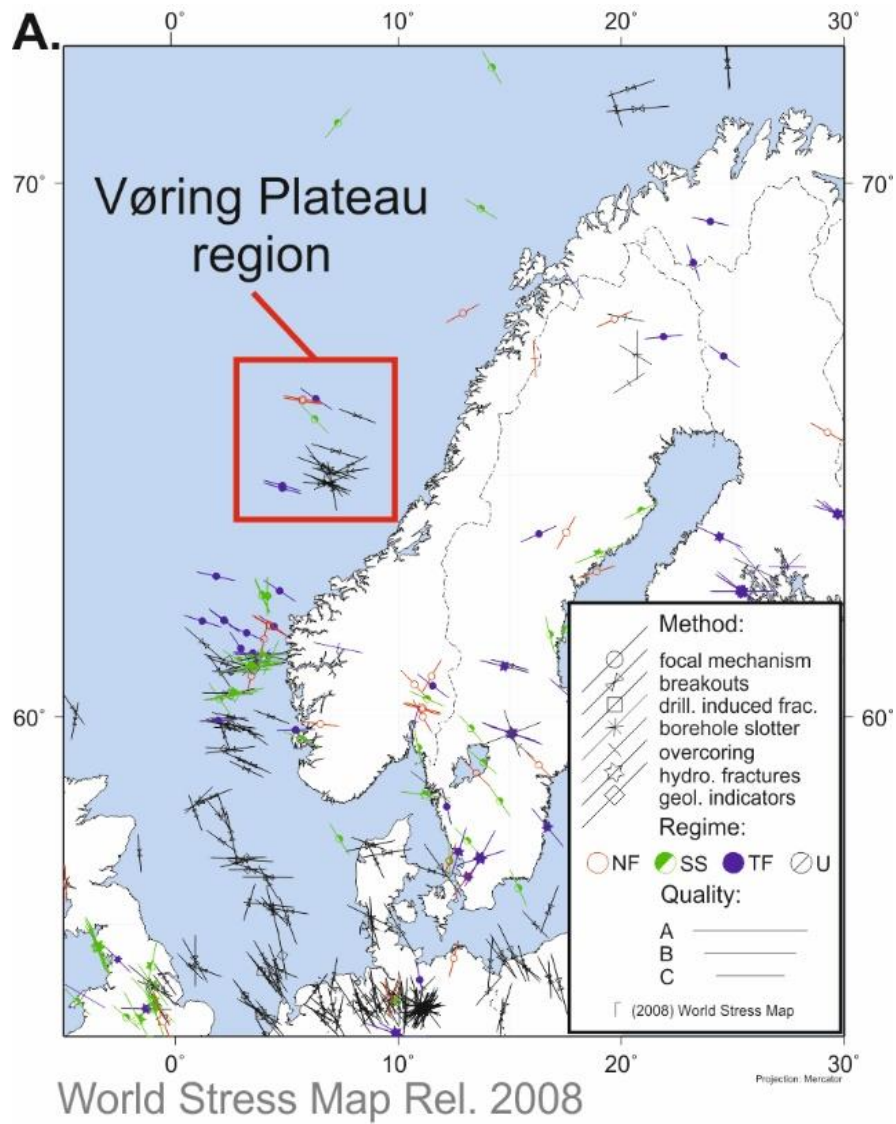 A.
0° 10° 20° 30°
70° 70°
Vøring Plateau
region
60° 60°
Method:
focal mechanism
breakouts
drill. induced frac.
borehole slotter
overcoring
hydro. fractures
geol. indicators
Regime:
NF SS TF U
Quality:
A
B
C
(2008) World Stress Map
0° 10° 20° 30°
Projection: Mercator
World Stress Map Rel. 2008